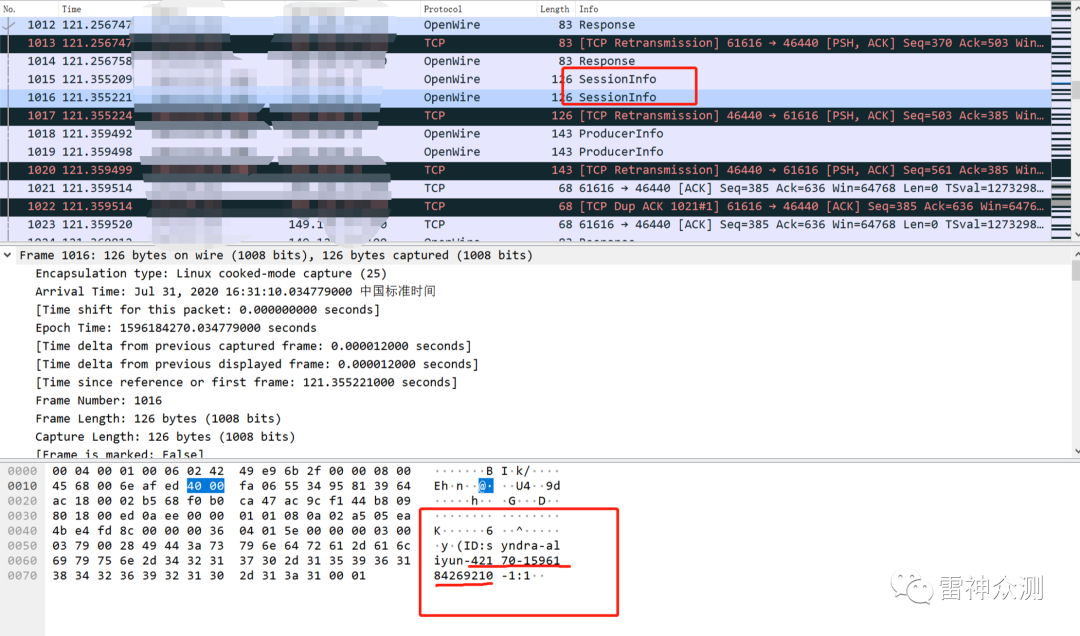 No. Time Protocol Length Info
1012 121.256747 OpenWire 83 Response
1013 121.256747 TCP 83 [TCP Retransmission] 61616 → 46440 [PSH, ACK] Seq=370 Ack=503 Win…
1014 121.256758 OpenWire 83 Response
1015 121.355209 OpenWire 126 SessionInfo
1016 121.355221 OpenWire 126 SessionInfo
1017 121.355224 TCP 126 [TCP Retransmission] 46440 → 61616 [PSH, ACK] Seq=503 Ack=385 Win…
1018 121.359492 OpenWire 143 ProducerInfo
1019 121.359498 OpenWire 143 ProducerInfo
1020 121.359499 TCP 143 [TCP Retransmission] 46440 → 61616 [PSH, ACK] Seq=561 Ack=385 Win…
1021 121.359514 TCP 68 61616 → 46440 [ACK] Seq=385 Ack=636 Win=64768 Len=0 TSval=1273298…
1022 121.359514 TCP 68 [TCP Dup ACK 1021#1] 61616 → 46440 [ACK] Seq=385 Ack=636 Win=6476…
1023 121.359520 149.1 TCP 68 61616 → 46440 [ACK] Seq=385 Ack=636 Win=64768 Len=0 TSval=1273298…
Frame 1016: 126 bytes on wire (1008 bits), 126 bytes captured (1008 bits)
Encapsulation type: Linux cooked-mode capture (25)
Arrival Time: Jul 31, 2020 16:31:10.034779000 中国标准时间
[Time shift for this packet: 0.000000000 seconds]
Epoch Time: 1596184270.034779000 seconds
[Time delta from previous captured frame: 0.000012000 seconds]
[Time delta from previous displayed frame: 0.000012000 seconds]
[Time since reference or first frame: 121.355221000 seconds]
Frame Number: 1016
Frame Length: 126 bytes (1008 bits)
Capture Length: 126 bytes (1008 bits)
[Frame is marked: False]
0000 00 04 00 01 00 06 02 42 49 e9 6b 2f 00 00 08 00 ·······B I·k/····
0010 45 68 00 6e af ed 40 00 fa 06 55 34 95 81 39 64 Eh·n··@· ··U4··9d
0020 ac 18 00 02 b5 68 f0 b0 ca 47 ac 9c f1 44 b8 09 ·····h·· ·G···D··
0030 80 18 00 ed 0a ee 00 00 01 01 08 0a 02 a5 05 ea ········ ········
0040 4b e4 fd 8c 00 00 00 36 04 01 5e 00 00 00 03 00 K······6 ··^·····
0050 03 79 00 28 49 44 3a 73 79 6e 64 72 61 2d 61 6c ·y·(ID:s yndra-al
0060 69 79 75 6e 2d 34 32 31 37 30 2d 31 35 39 36 31 iyun-421 70-15961
0070 38 34 32 36 39 32 31 30 2d 31 3a 31 00 01 84269210 -1:1··
雷神众测